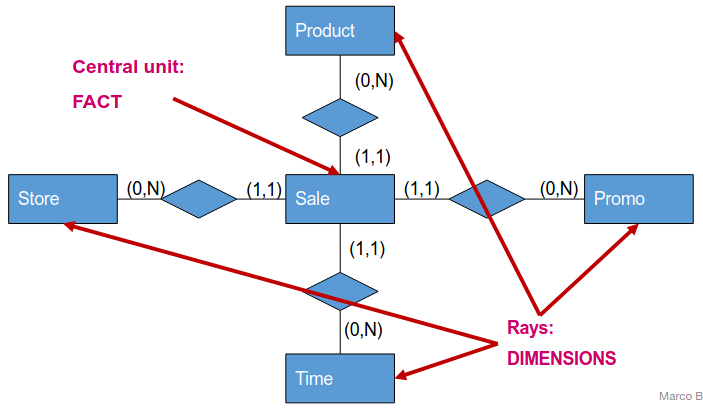 Product
Central unit:
(0,N)
FACT
(1,1)
Store
(0,N)
(1,1)
Sale
(1,1)
(0,N)
Promo
(1,1)
(0,N)
Rays:
DIMENSIONS
Time
Marco B